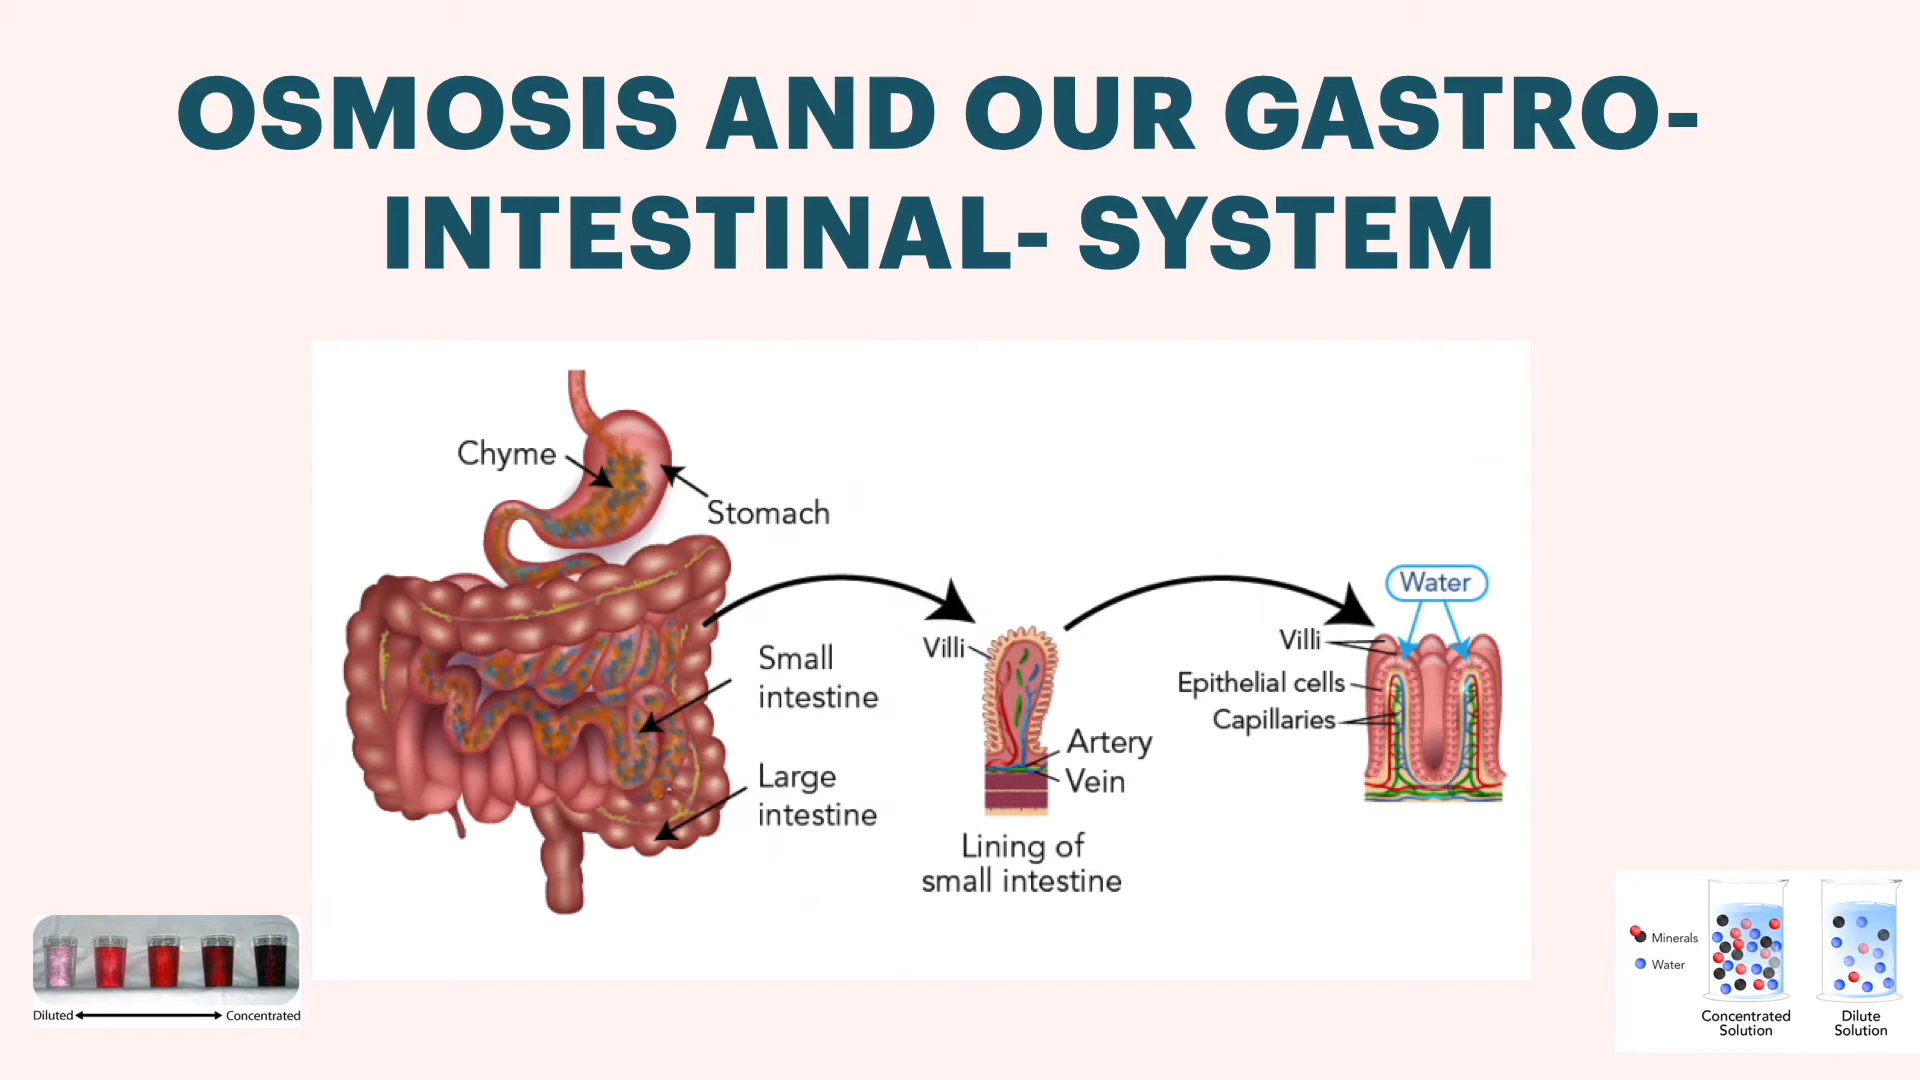 OSMOSIS AND OUR GASTRO-
INTESTINAL- SYSTEM
Chyme
Stomach
Small
intestine
Large
intestine
Villi
Artery
Vein
Lining of
small intestine
Water
Villi
Epithelial cells
Capillaries
Diluted
Concentrated
Minerals
Water
Concentrated
Solution
Dilute
Solution